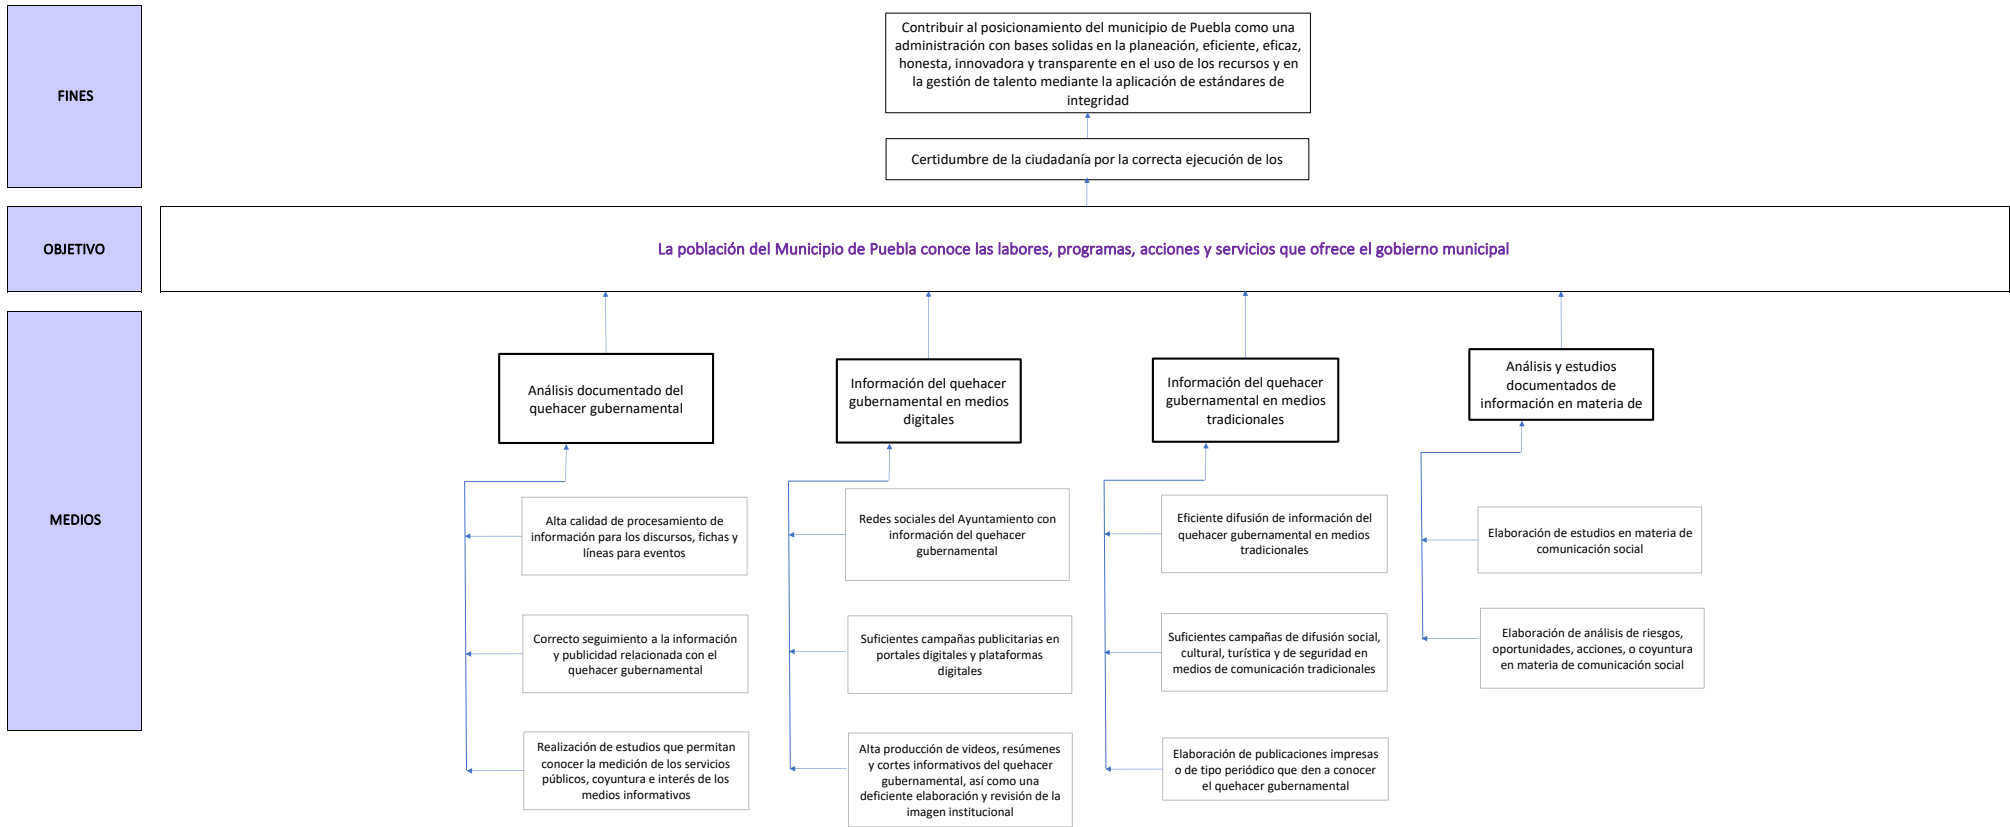 FINES
Contribuir al posicionamiento del municipio de Puebla como una
administración con bases solidas en la planeación, eficiente, eficaz,
honesta, innovadora y transparente en el uso de los recursos y en
la gestión de talento mediante la aplicación de estándares de
integridad
Certidumbre de la ciudadanía por la correcta ejecución de los
OBJETIVO
La población del Municipio de Puebla conoce las labores, programas, acciones y servicios que ofrece el gobierno municipal
MEDIOS
Análisis documentado del
quehacer gubernamental
Alta calidad de procesamiento de
información para los discursos, fichas y
líneas para eventos
Correcto seguimiento a la información
y publicidad relacionada con el
quehacer gubernamental
Realización de estudios que permitan
conocer la medición de los servicios
públicos, coyuntura e interés de los
medios informativos
Información del quehacer
gubernamental en medios
digitales
Redes sociales del Ayuntamiento con
información del quehacer
gubernamental
Suficientes campañas publicitarias en
portales digitales y plataformas
digitales
Alta producción de videos, resúmenes
y cortes informativos del quehacer
gubernamental, así como una
deficiente elaboración y revisión de la
imagen institucional
Información del quehacer
gubernamental en medios
tradicionales
Eficiente difusión de información del
quehacer gubernamental en medios
tradicionales
Suficientes campañas de difusión social,
cultural, turística y de seguridad en
medios de comunicación tradicionales
Elaboración de publicaciones impresas
o de tipo periódico que den a conocer
el quehacer gubernamental
Análisis y estudios
documentados de
información en materia de
Elaboración de estudios en materia de
comunicación social
Elaboración de análisis de riesgos,
oportunidades, acciones, o coyuntura
en materia de comunicación social